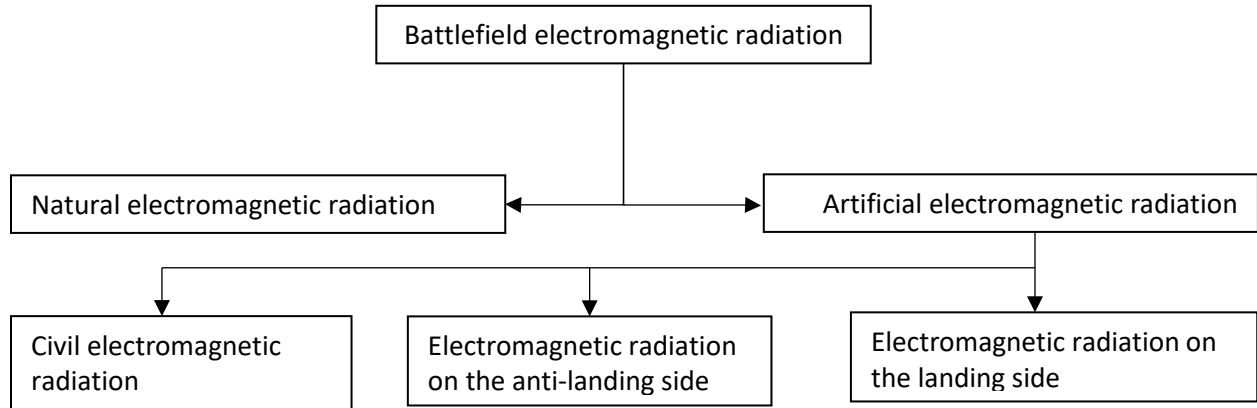 Battlefield electromagnetic radiation
Natural electromagnetic radiation
Artificial electromagnetic radiation
Civil electromagnetic
radiation
Electromagnetic radiation
on the anti-landing side
Electromagnetic radiation on
the landing side